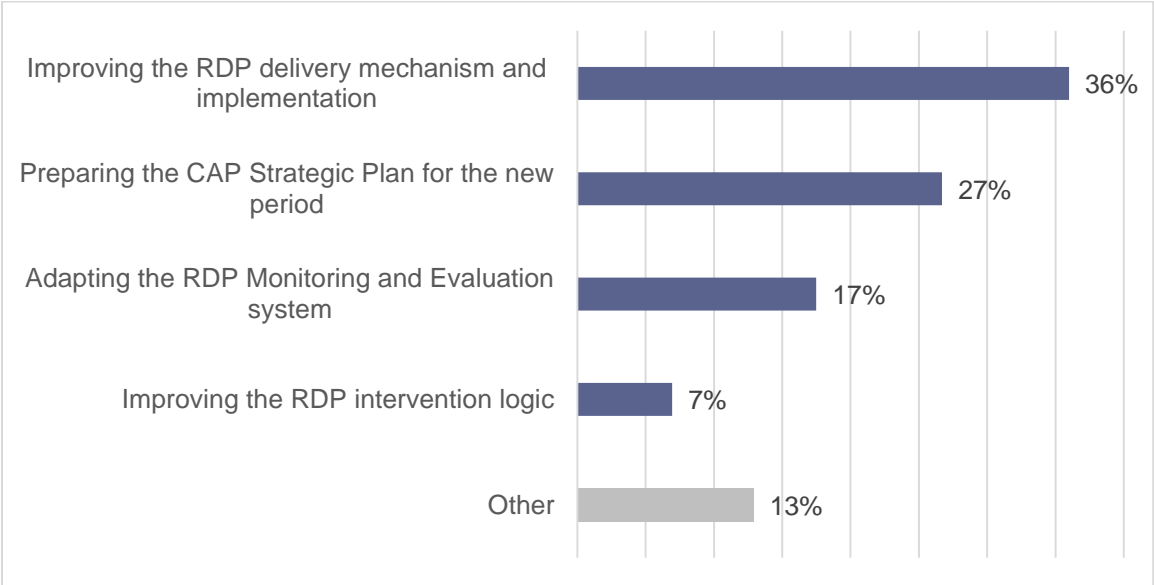 Improving the RDP delivery mechanism and
implementation
36%
Preparing the CAP Strategic Plan for the new
period
27%
Adapting the RDP Monitoring and Evaluation
system
17%
Improving the RDP intervention logic
7%
Other
13%